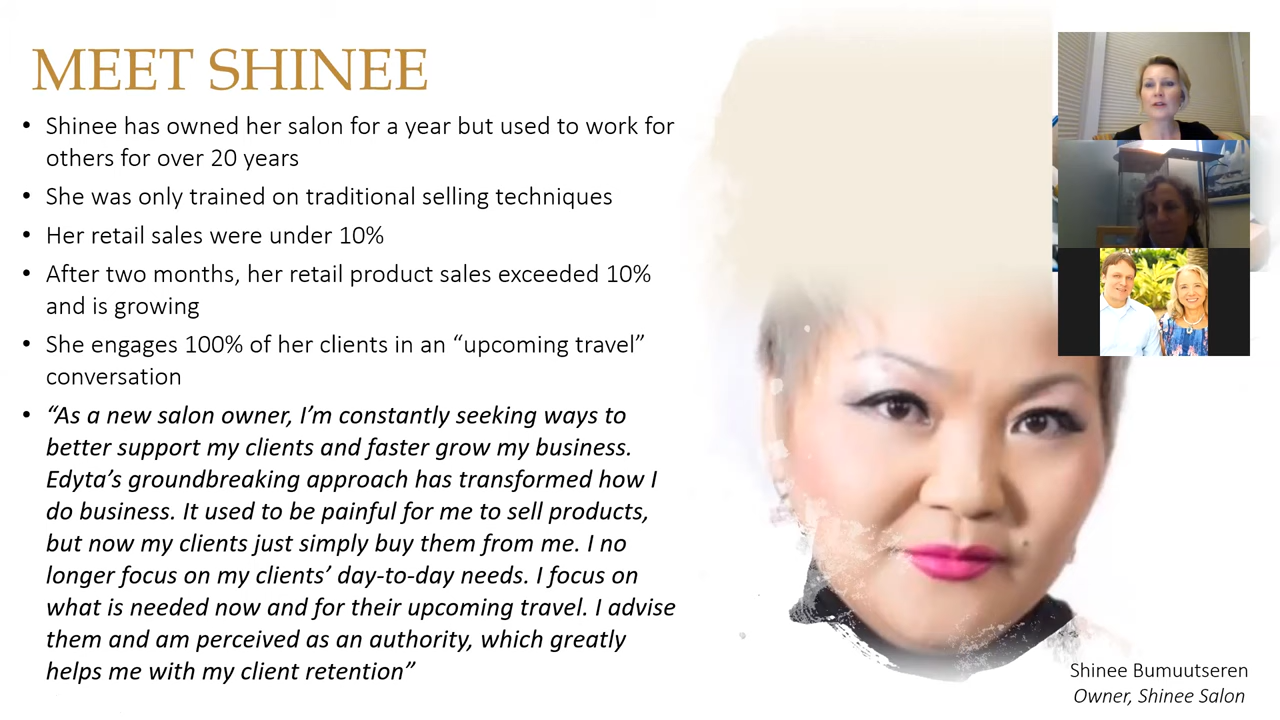 MEET SHINEE
• Shinee has owned her salon for a year but used to work for
others for over 20 years
• She was only trained on traditional selling techniques
• Her retail sales were under 10%
• After two months, her retail product sales exceeded 10%
and is growing
• She engages 100% of her clients in an “upcoming travel”
conversation
• “As a new salon owner, I’m constantly seeking ways to
better support my clients and faster grow my business.
Edyta’s groundbreaking approach has transformed how I
do business. It used to be painful for me to sell products,
but now my clients just simply buy them from me. I no
longer focus on my clients’ day-to-day needs. I focus on
what is needed now and for their upcoming travel. I advise
them and am perceived as an authority, which greatly
helps me with my client retention”
Shinee Bumuutseren
Owner, Shinee Salon